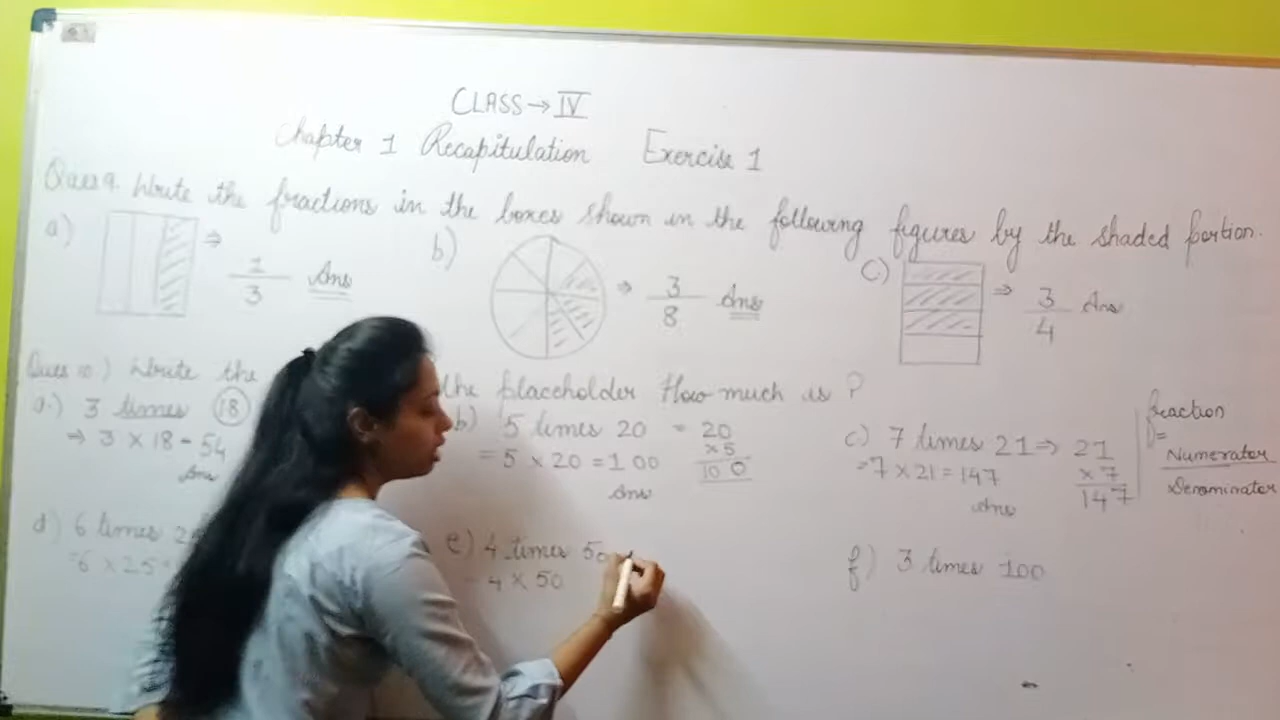 CLASS → IV
Chapter 1 Recapitulation Exercise 1
Ques 9. Write the fractions in the boxes shown in the following figures by the shaded portion.
a) ⇒ 1/3 Ans
b) ⇒ 3/8 Ans
c) ⇒ 3/4 Ans
Ques 10) Write the the placeholder How much is ?
a.) 3 times 18
⇒ 3 × 18 = 54
Ans
b) 5 times 20 = 20
= 5 × 20 = 100 × 5
100
Ans
c) 7 times 21 ⇒ 21
= 7 × 21 = 147 × 7
147
Ans
fraction
=
Numerator
Denominator
d) 6 times
= 6 × 25 =
e) 4 times 50
4 × 50
f) 3 times 100